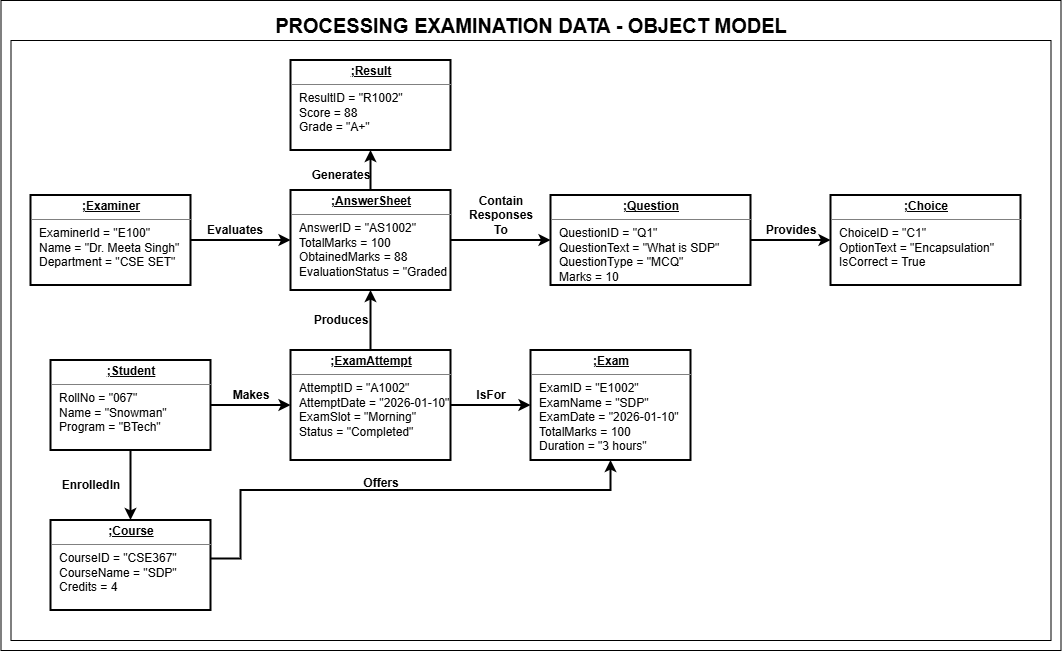 PROCESSING EXAMINATION DATA - OBJECT MODEL
;Result
ResultID = "R1002"
Score = 88
Grade = "A+"
Generates
;Examiner
ExaminerId = "E100"
Name = "Dr. Meeta Singh"
Department = "CSE SET"
Evaluates
;AnswerSheet
AnswerID = "AS1002"
TotalMarks = 100
ObtainedMarks = 88
EvaluationStatus = "Graded
Contain
Responses
To
;Question
QuestionID = "Q1"
QuestionText = "What is SDP"
QuestionType = "MCQ"
Marks = 10
Provides
;Choice
ChoiceID = "C1"
OptionText = "Encapsulation"
IsCorrect = True
Produces
;Student
RollNo = "067"
Name = "Snowman"
Program = "BTech"
Makes
;ExamAttempt
AttemptID = "A1002"
AttemptDate = "2026-01-10"
ExamSlot = "Morning"
Status = "Completed"
IsFor
;Exam
ExamID = "E1002"
ExamName = "SDP"
ExamDate = "2026-01-10"
TotalMarks = 100
Duration = "3 hours"
EnrolledIn
Offers
;Course
CourseID = "CSE367"
CourseName = "SDP"
Credits = 4